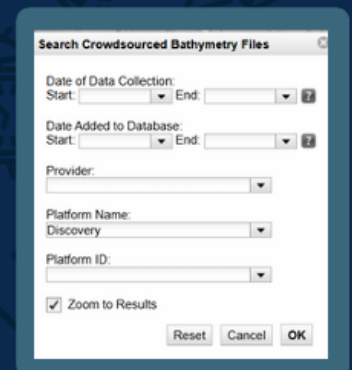 Search Crowdsourced Bathymetry Files
Date of Data Collection:
Start: End: ?
Date Added to Database:
Start: End: ?
Provider:
Platform Name:
Discovery
Platform ID:
Zoom to Results
Reset Cancel OK